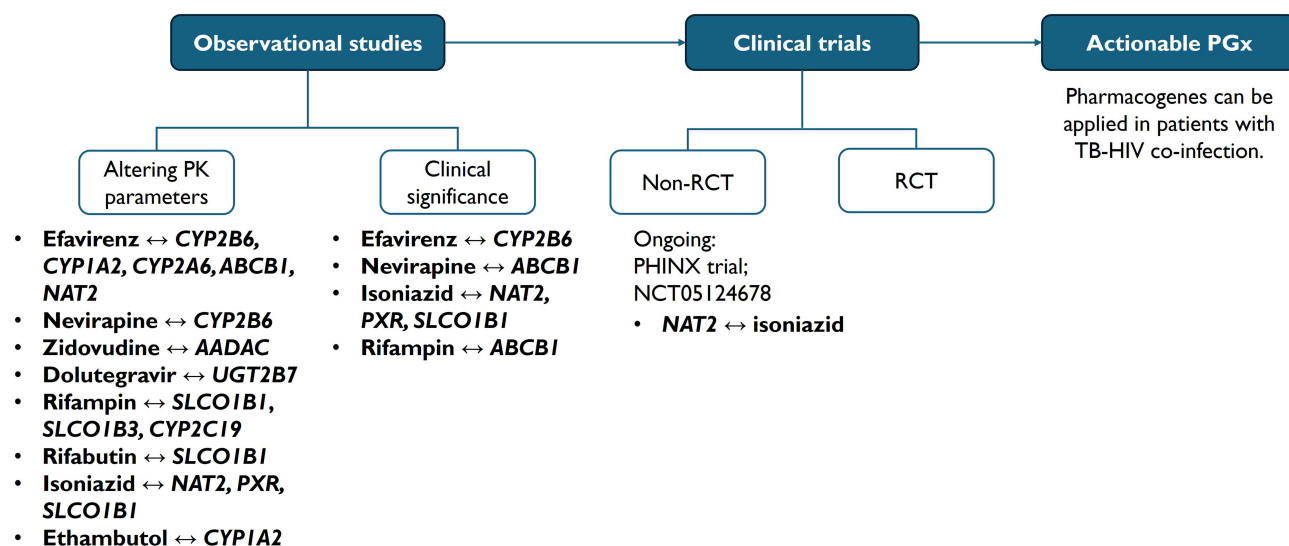 Observational studies
Clinical trials
Actionable PGx
Pharmacogenes can be
applied in patients with
TB-HIV co-infection.
Altering PK
parameters
Clinical
significance
Non-RCT
RCT
• Efavirenz ↔ CYP2B6,
CYP1A2, CYP2A6, ABCB1,
NAT2
• Nevirapine ↔ CYP2B6
• Zidovudine ↔ AADAC
• Dolutegravir ↔ UGT2B7
• Rifampin ↔ SLCO1B1,
SLCO1B3, CYP2C19
• Rifabutin ↔ SLCO1B1
• Isoniazid ↔ NAT2, PXR,
SLCO1B1
• Ethambutol ↔ CYP1A2
• Efavirenz ↔ CYP2B6
• Nevirapine ↔ ABCB1
• Isoniazid ↔ NAT2,
PXR, SLCO1B1
• Rifampin ↔ ABCB1
Ongoing:
PHINX trial;
NCT05124678
• NAT2 ↔ isoniazid